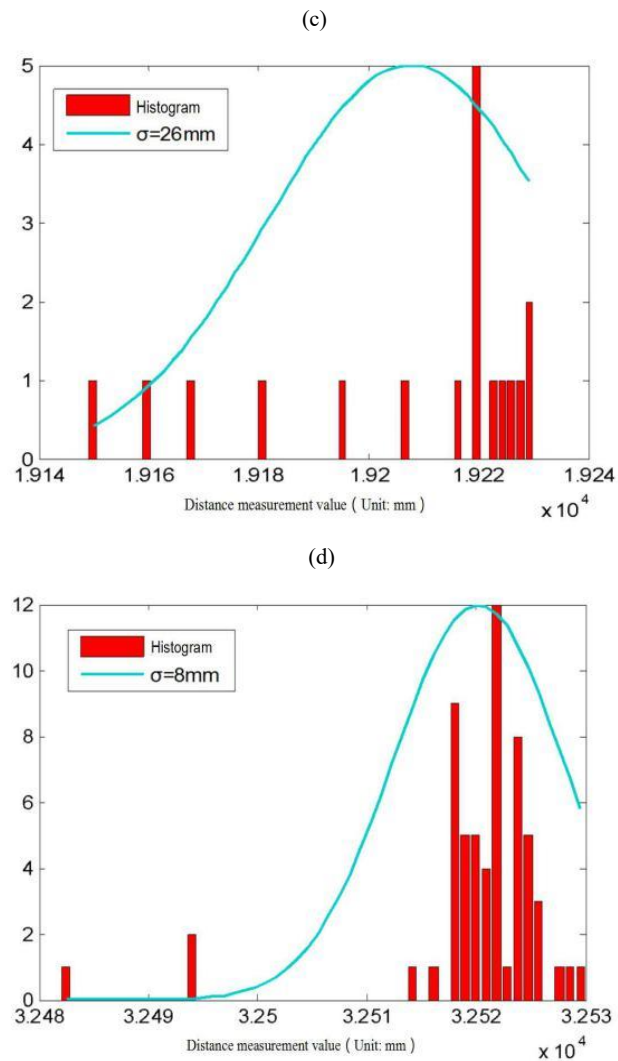 (c)
5
4
3
2
1
0
Histogram
σ=26mm
1.914 1.916 1.918 1.92 1.922 1.924
Distance measurement value ( Unit: mm )
x 10⁴
(d)
12
10
8
6
4
2
0
Histogram
σ=8mm
3.248 3.249 3.25 3.251 3.252 3.253
Distance measurement value ( Unit: mm )
x 10⁴